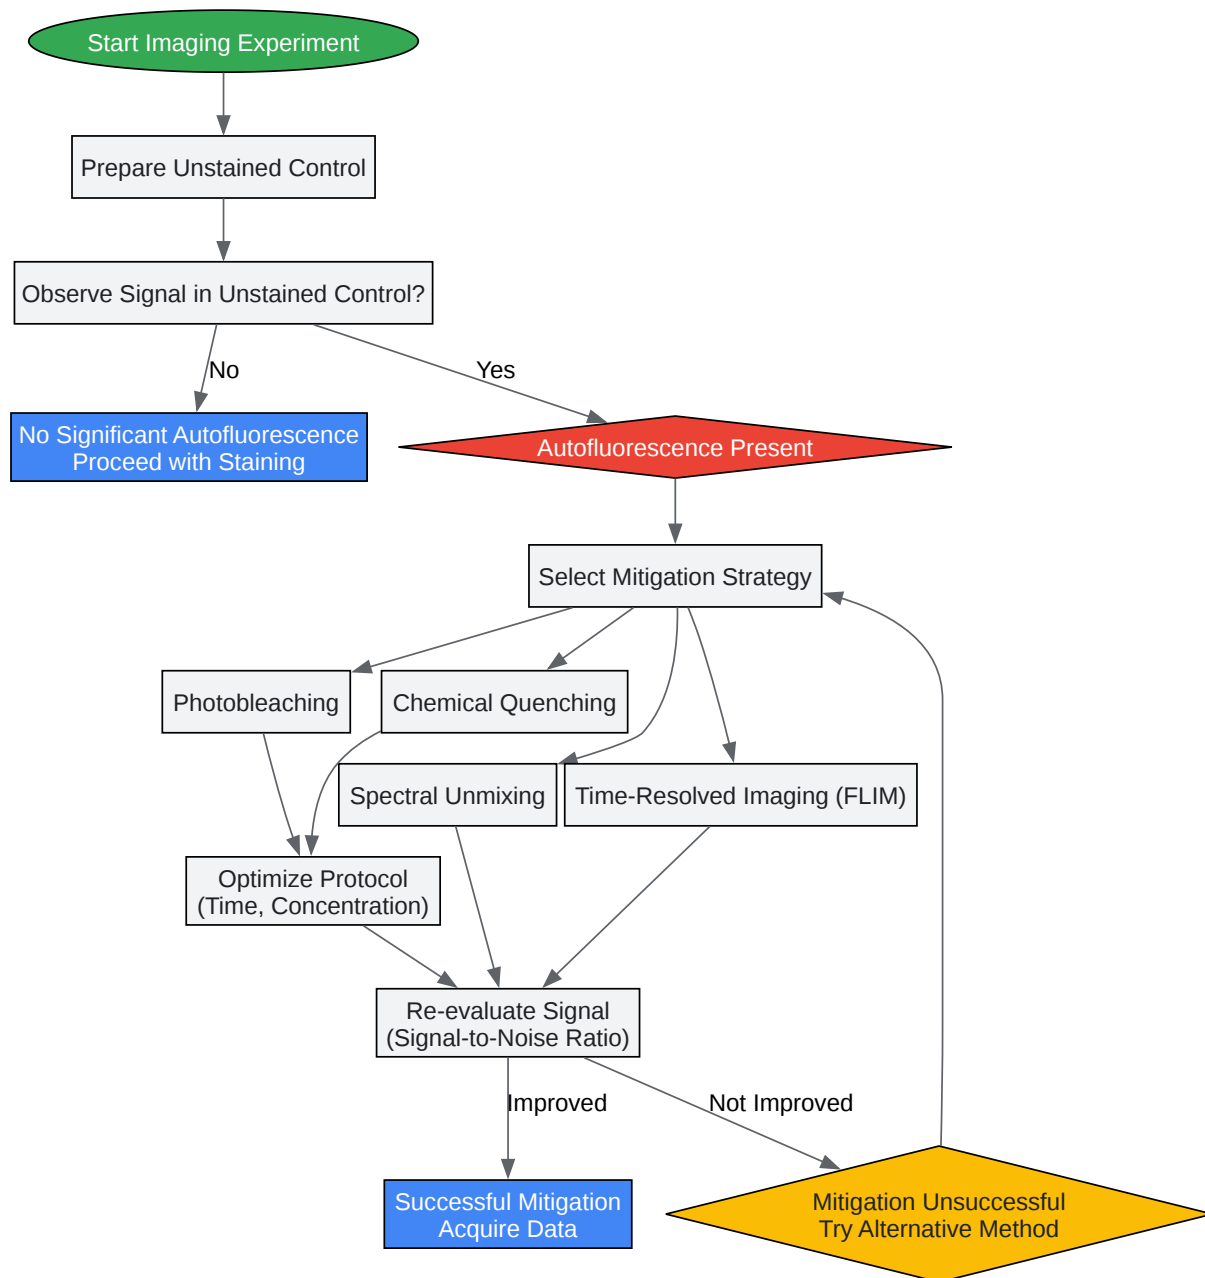 Start Imaging Experiment
Prepare Unstained Control
Observe Signal in Unstained Control?
No
Yes
No Significant Autofluorescence
Proceed with Staining
Autofluorescence Present
Select Mitigation Strategy
Photobleaching
Chemical Quenching
Spectral Unmixing
Time-Resolved Imaging (FLIM)
Optimize Protocol
(Time, Concentration)
Re-evaluate Signal
(Signal-to-Noise Ratio)
Improved
Not Improved
Successful Mitigation
Acquire Data
Mitigation Unsuccessful
Try Alternative Method